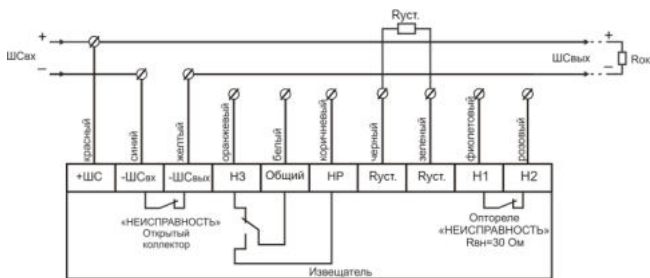 Rуст.
+
+
ШСвх
ШСвых
Rок
–
–
красный
синий
желтый
оранжевый
белый
коричневый
черный
зеленый
фиолетовый
розовый
+ШС
-ШСвх
-ШСвых
НЗ
Общий
НР
Rуст.
Rуст.
Н1
Н2
«НЕИСПРАВНОСТЬ»
Открытый
коллектор
Оптореле
«НЕИСПРАВНОСТЬ»
Rвн=30 Ом
Извещатель